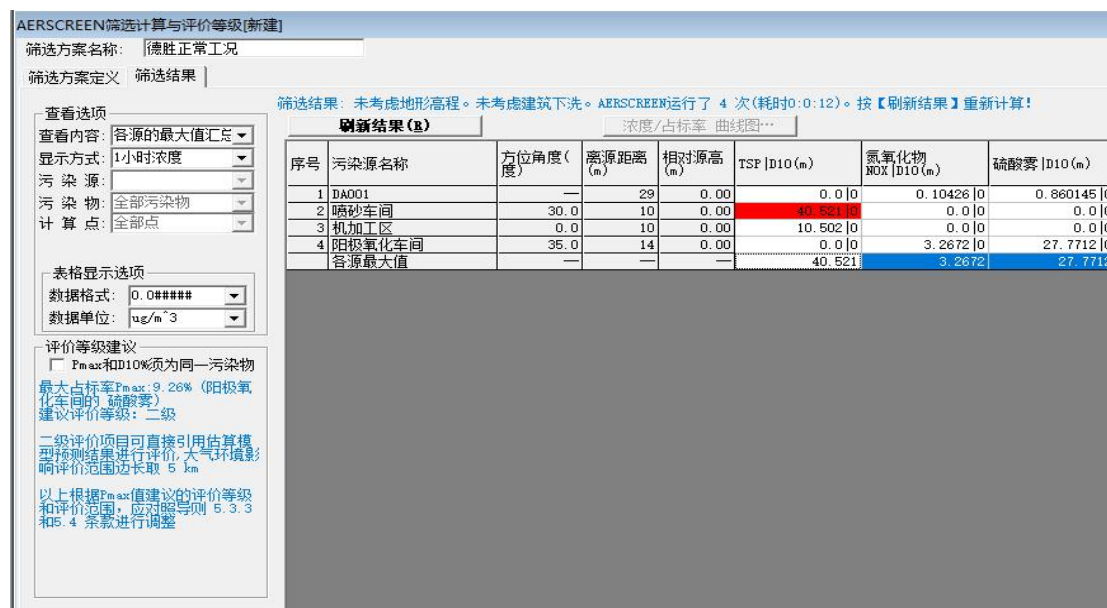 AERSCREEN筛选计算与评价等级[新建]
筛选方案名称: 德胜正常工况
筛选方案定义 筛选结果
查看选项
查看内容: 各源的最大值汇总
显示方式: 1小时浓度
污 染 源:
污 染 物: 全部污染物
计 算 点: 全部点
表格显示选项
数据格式: 0.0#####
数据单位: ug/m^3
评价等级建议
Pmax和D10%须为同一污染物
最大占标率Pmax:9.26% (阳极氧
化车间的 硫酸雾)
建议评价等级: 二级
二级评价项目可直接引用估算模
型预测结果进行评价,大气环境影
响评价范围边长取 5 km
以上根据Pmax值建议的评价等级
和评价范围，应对照导则 5.3.3
和5.4 条款进行调整
筛选结果: 未考虑地形高程。未考虑建筑下洗。AERSCREEN运行了 4 次(耗时0:0:12)。按【刷新结果】重新计算!
刷新结果(R) 浓度/占标率 曲线图…
序号 污染源名称 方位角度(度) 离源距离(m) 相对源高(m) TSP|D10(m) 氮氧化物NOX|D10(m) 硫酸雾|D10(m)
1 DA001 — 29 0.00 0.0|0 0.10426|0 0.860145|0
2 喷砂车间 30.0 10 0.00 40.521|0 0.0|0 0.0|0
3 机加工区 0.0 10 0.00 10.502|0 0.0|0 0.0|0
4 阳极氧化车间 35.0 14 0.00 0.0|0 3.2672|0 27.7712|0
各源最大值 — — — 40.521 3.2672 27.7712